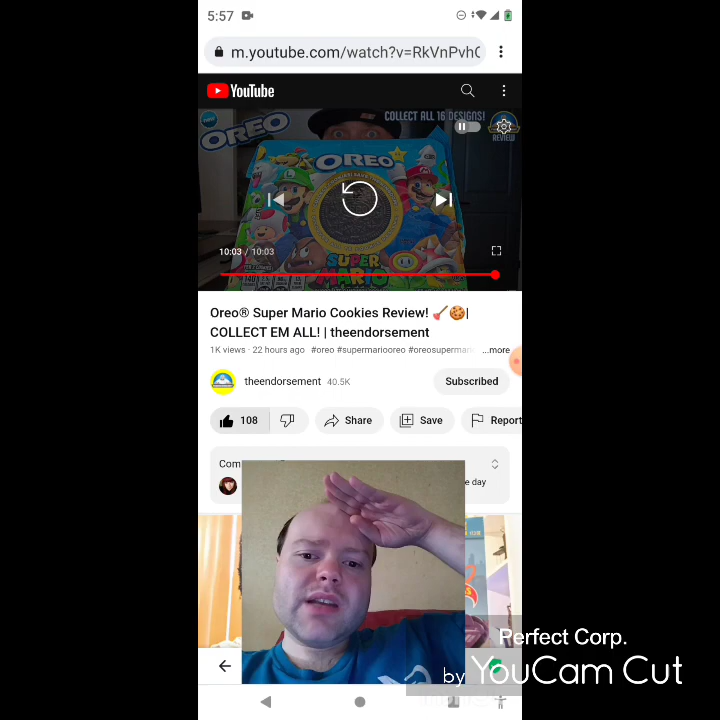 5:57
m.youtube.com/watch?v=RkVnPvhC
YouTube
COLLECT ALL 16 DESIGNS!
OREO
OREO
REVIEW
SUPER
MARIO
10:03 / 10:03
Oreo® Super Mario Cookies Review! 🪕🍪|
COLLECT EM ALL! | theendorsement
1K views · 22 hours ago #oreo #supermariooreo #oreosupermari ...more
theendorsement 40.5K
Subscribed
108
Share
Save
Report
Com
e day
Perfect Corp.
by YouCam Cut